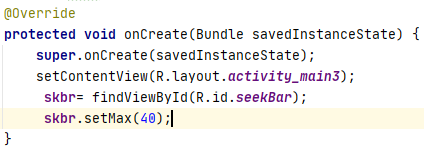 @Override
protected void onCreate(Bundle savedInstanceState) {
    super.onCreate(savedInstanceState);
    setContentView(R.layout.activity_main3);
     skbr= findViewById(R.id.seekBar);
     skbr.setMax(40);
}